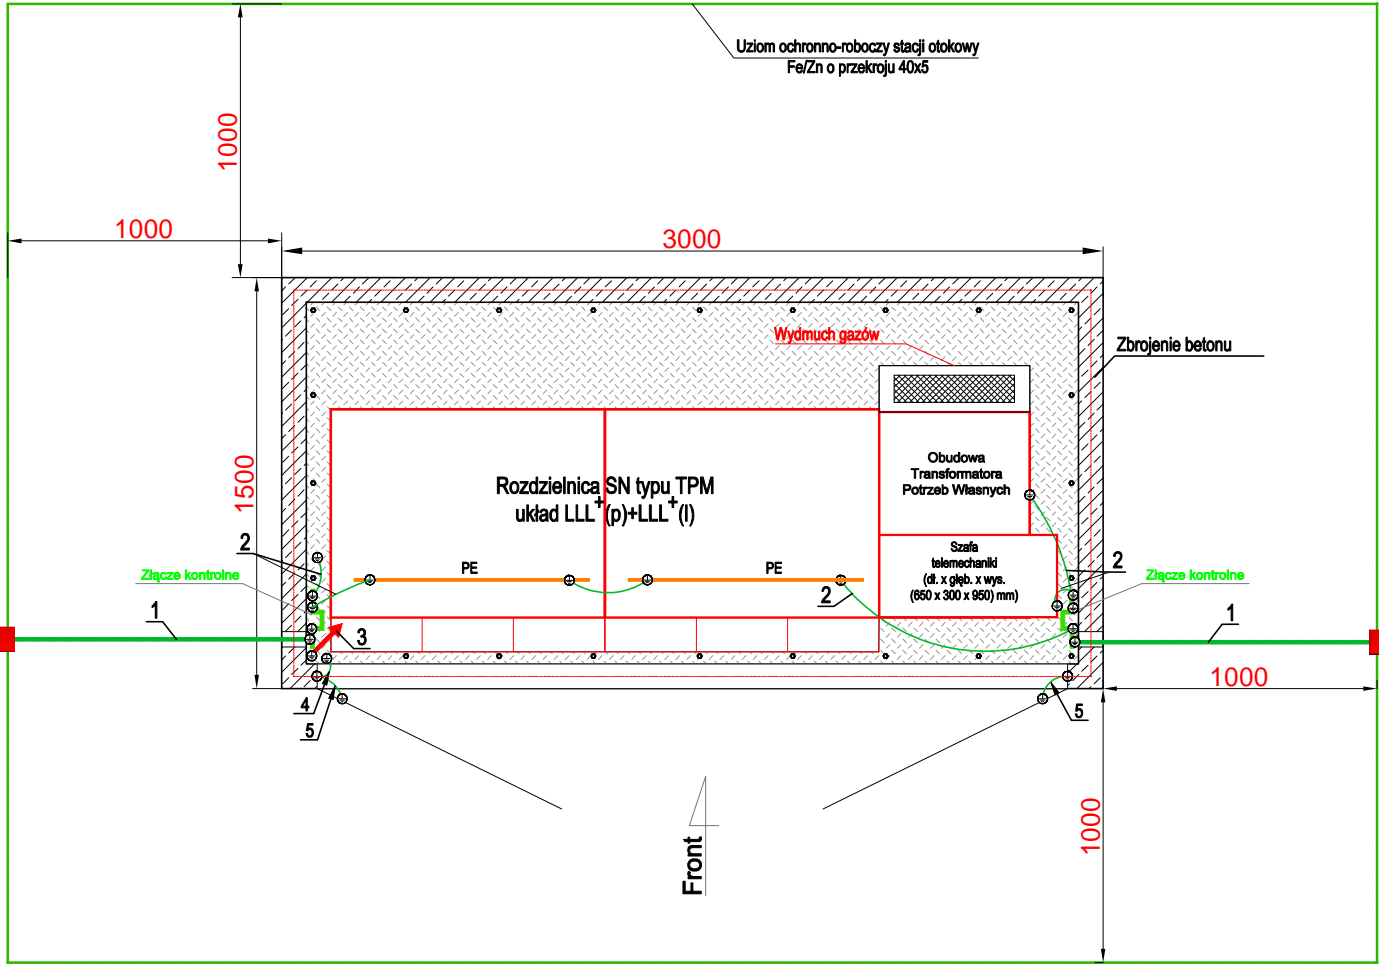 Uziom ochronno-roboczy stacji otokowy
Fe/Zn o przekroju 40x5
1000
1000
3000
Wydmuch gazów
Zbrojenie betonu
1500
Rozdzielnica SN typu TPM
układ LLL⁺(p)+LLL⁺(l)
Obudowa
Transformatora
Potrzeb Własnych
Szafa
telemechaniki
(dł. x głęb. x wys.
(650 x 300 x 950) mm)
2
PE
PE
2
2
Złącze kontrolne
Złącze kontrolne
1
1
3
1000
4
5
5
1000
Front